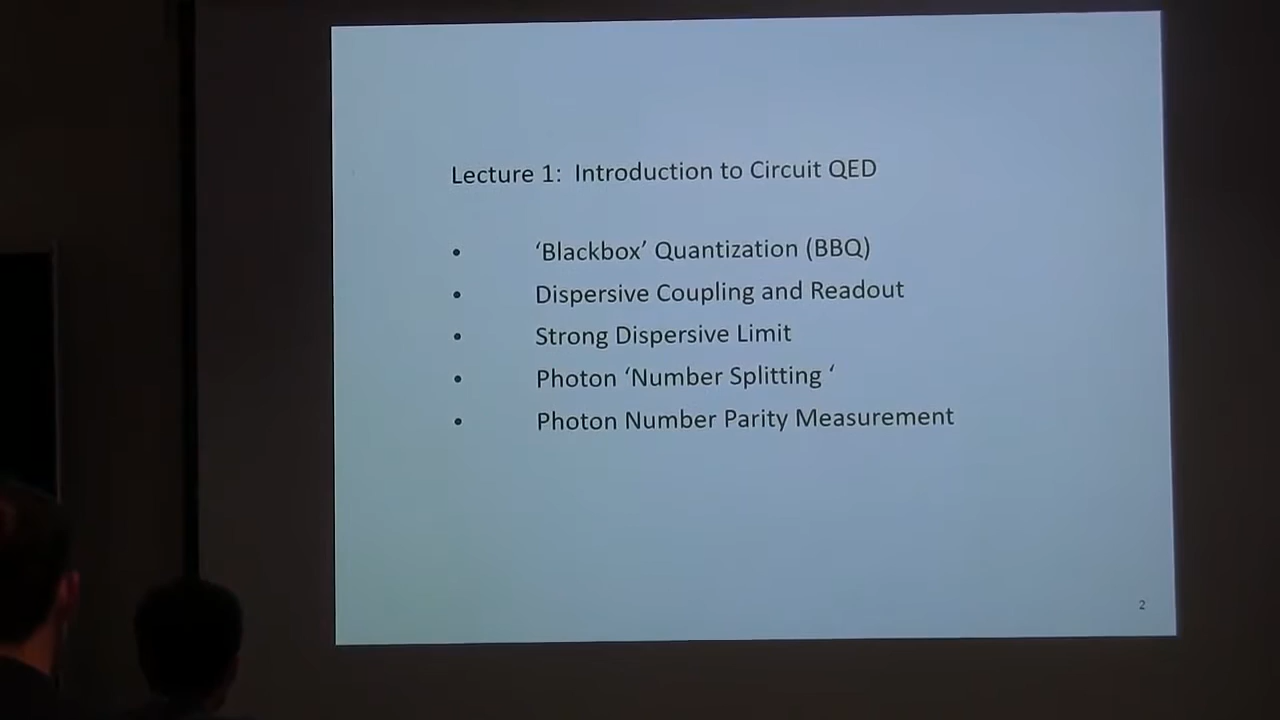 Lecture 1: Introduction to Circuit QED
• ‘Blackbox’ Quantization (BBQ)
• Dispersive Coupling and Readout
• Strong Dispersive Limit
• Photon ‘Number Splitting ‘
• Photon Number Parity Measurement
2